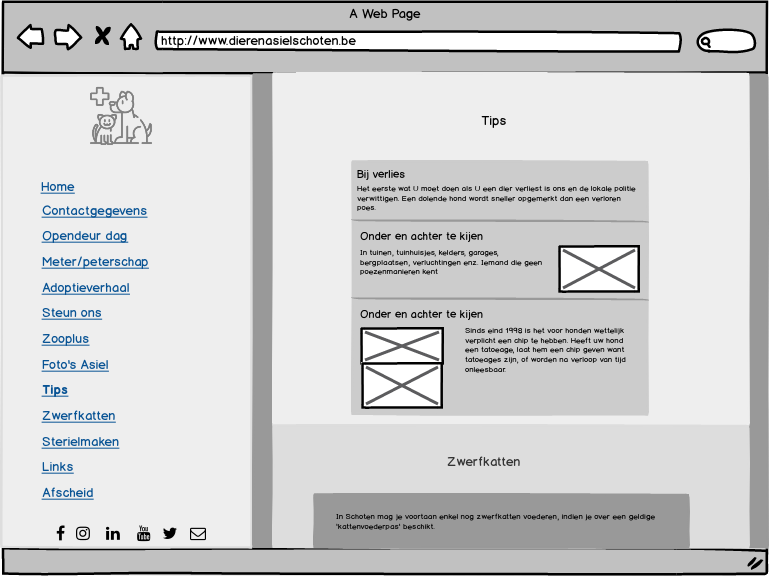 A Web Page
http://www.dierenasielschoten.be
Home
Contactgegevens
Opendeur dag
Meter/peterschap
Adoptieverhaal
Steun ons
Zooplus
Foto's Asiel
Tips
Zwerfkatten
Sterielmaken
Links
Afscheid
You
Tube
Tips
Bij verlies
Het eerste wat U moet doen als U een dier verliest is ons en de lokale politie
verwittigen. Een dolende hond wordt sneller opgemerkt dan een verloren
poes.
Onder en achter te kijen
In tuinen, tuinhuisjes, kelders, garages,
bergplaatsen, verluchtingen enz. Iemand die geen
poezenmanieren kent
Onder en achter te kijen
Sinds eind 1998 is het voor honden wettelijk
verplicht een chip te hebben. Heeft uw hond
een tatoeage, laat hem een chip geven want
tatoeages zijn, of worden na verloop van tijd
onleesbaar.
Zwerfkatten
In Schoten mag je voortaan enkel nog zwerfkatten voederen, indien je over een geldige
'kattenvoederpas' beschikt.